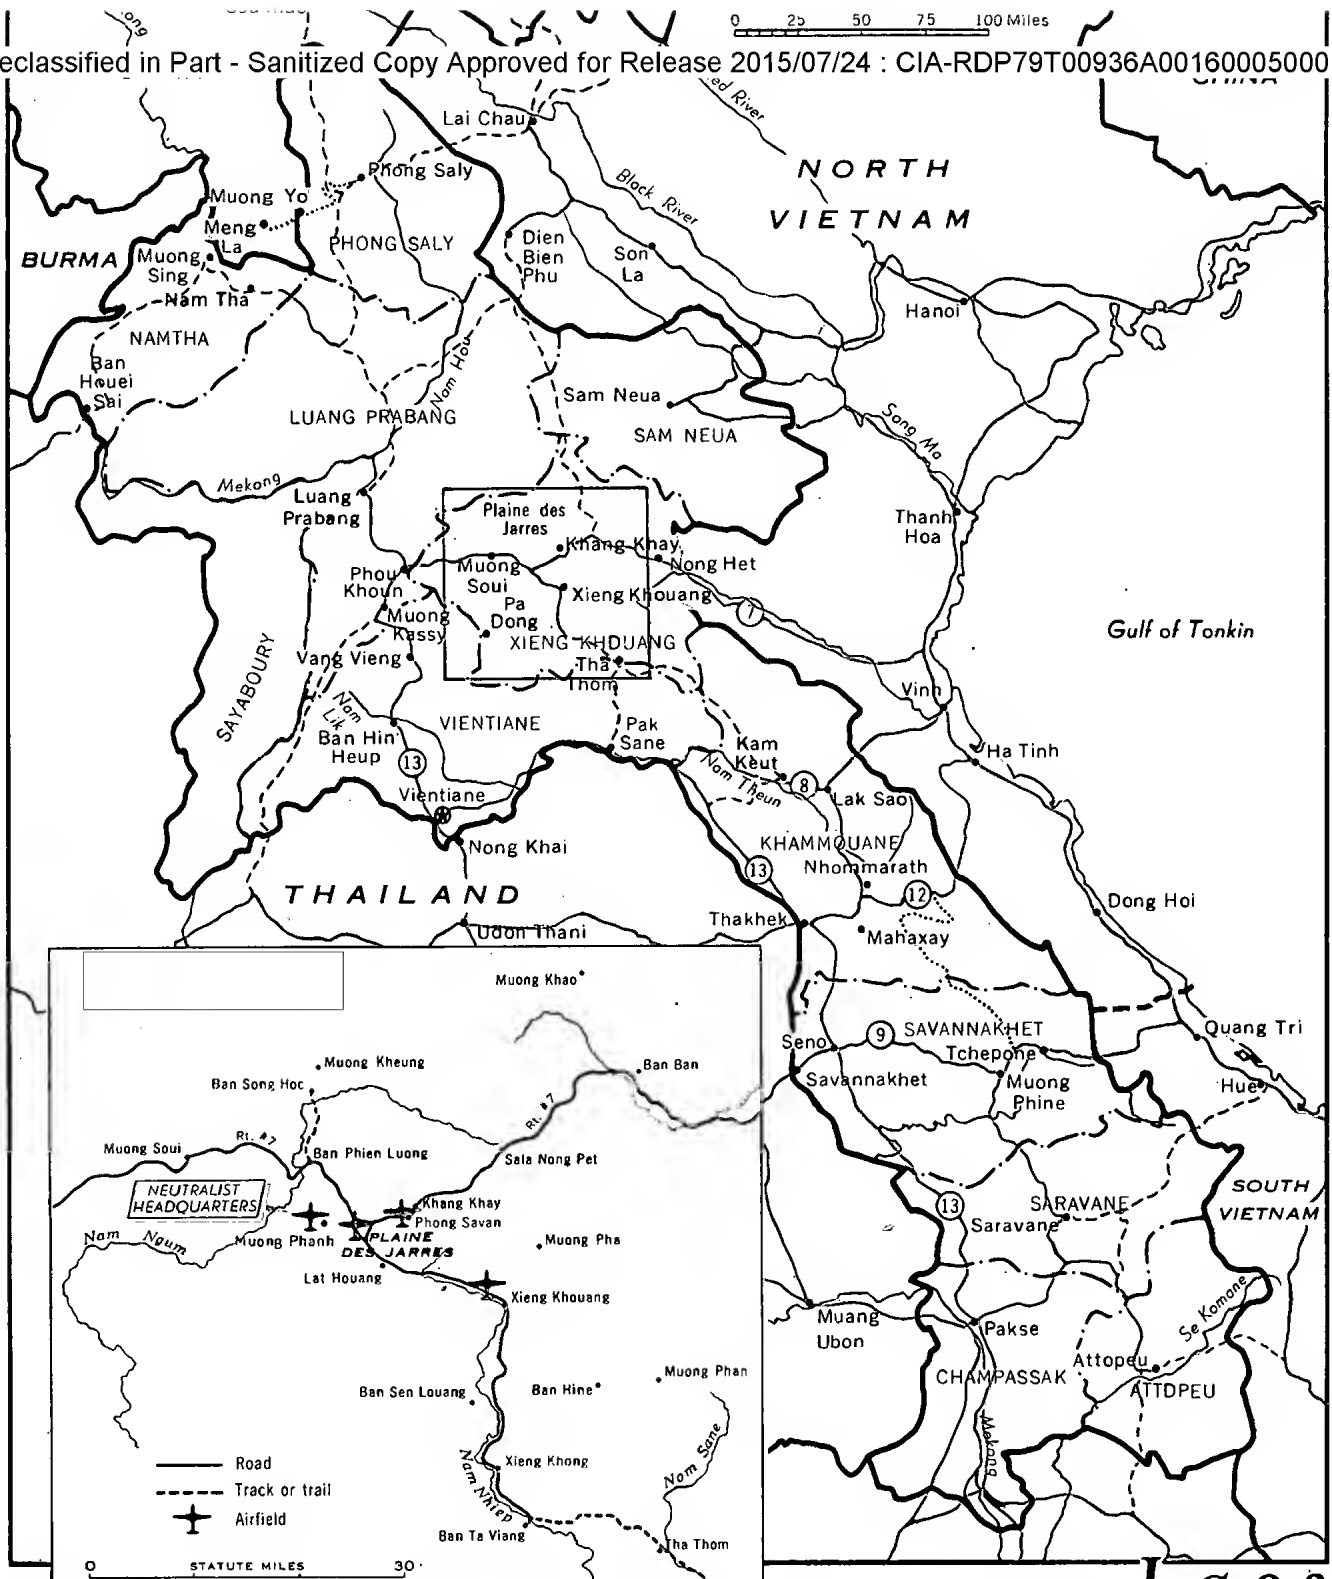 0 25 50 75 100 Miles
eclassified in Part - Sanitized Copy Approved for Release 2015/07/24 : CIA-RDP79T00936A00160005000
CHINA
Red River
Lai Chau
Phong Saly
NORTH
VIETNAM
Black River
Muong Yo
Meng
La
PHONG SALY
BURMA
Muong
Sing
Dien
Bien
Phu
Son
La
Nam Tha
Hanoi
NAMTHA
Ban
Houei
Sai
Nam Hou
Sam Neua
LUANG PRABANG
SAM NEUA
Song Ma
Mekong
Luang
Prabang
Plaine des
Jarres
Thanh
Hoa
Khang Khay
Nong Het
Phou
Khoun
Muong
Soui
Xieng Khouang
7
Pa
Dong
Muong
Kassy
XIENG KHOUANG
Gulf of Tonkin
Vang Vieng
Tha
Thom
SAYABOURY
Vinh
Nam
Lik
VIENTIANE
Pak
Sane
Ban Hin
Heup
13
Kam
Keut
Ha Tinh
Nam Theun
8
Lak Sao
Vientiane
Nong Khai
KHAMMOUANE
Nhommarath
13
12
THAILAND
Thakhek
Dong Hoi
Udon Thani
Mahaxay
Muong Khao
9
SAVANNAKHET
Quang Tri
Seno
Tchepone
Muong Kheung
Ban Ban
Savannakhet
Muong
Phine
Hue
Ban Song Hoc
Rt. #7
Muong Soui
Rt. #7
Ban Phien Luong
Sala Nong Pet
NEUTRALIST
HEADQUARTERS
Khang Khay
Phong Savan
13
SARAVANE
Saravane
SOUTH
VIETNAM
Nam Ngum
Muong Phanh
PLAINE
DES JARRES
Muong Pha
Lat Houang
Xieng Khouang
Muang
Ubon
Pakse
Se Komane
Attopeu
CHAMPASSAK
ATTOPEU
Muong Phan
Ban Sen Louang
Ban Hine
Mekong
Nam Sane
Xieng Khong
Nam Nhiep
Road
Track or trail
Airfield
Ban Ta Viang
Tha Thom
0 STATUTE MILES 30